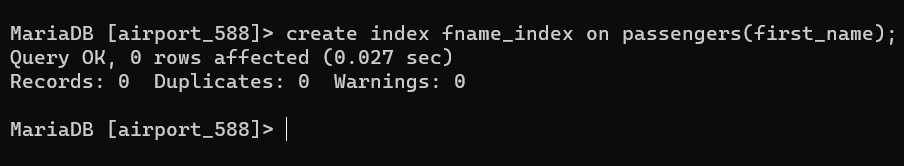 MariaDB [airport_588]> create index fname_index on passengers(first_name);
Query OK, 0 rows affected (0.027 sec)
Records: 0  Duplicates: 0  Warnings: 0
MariaDB [airport_588]>